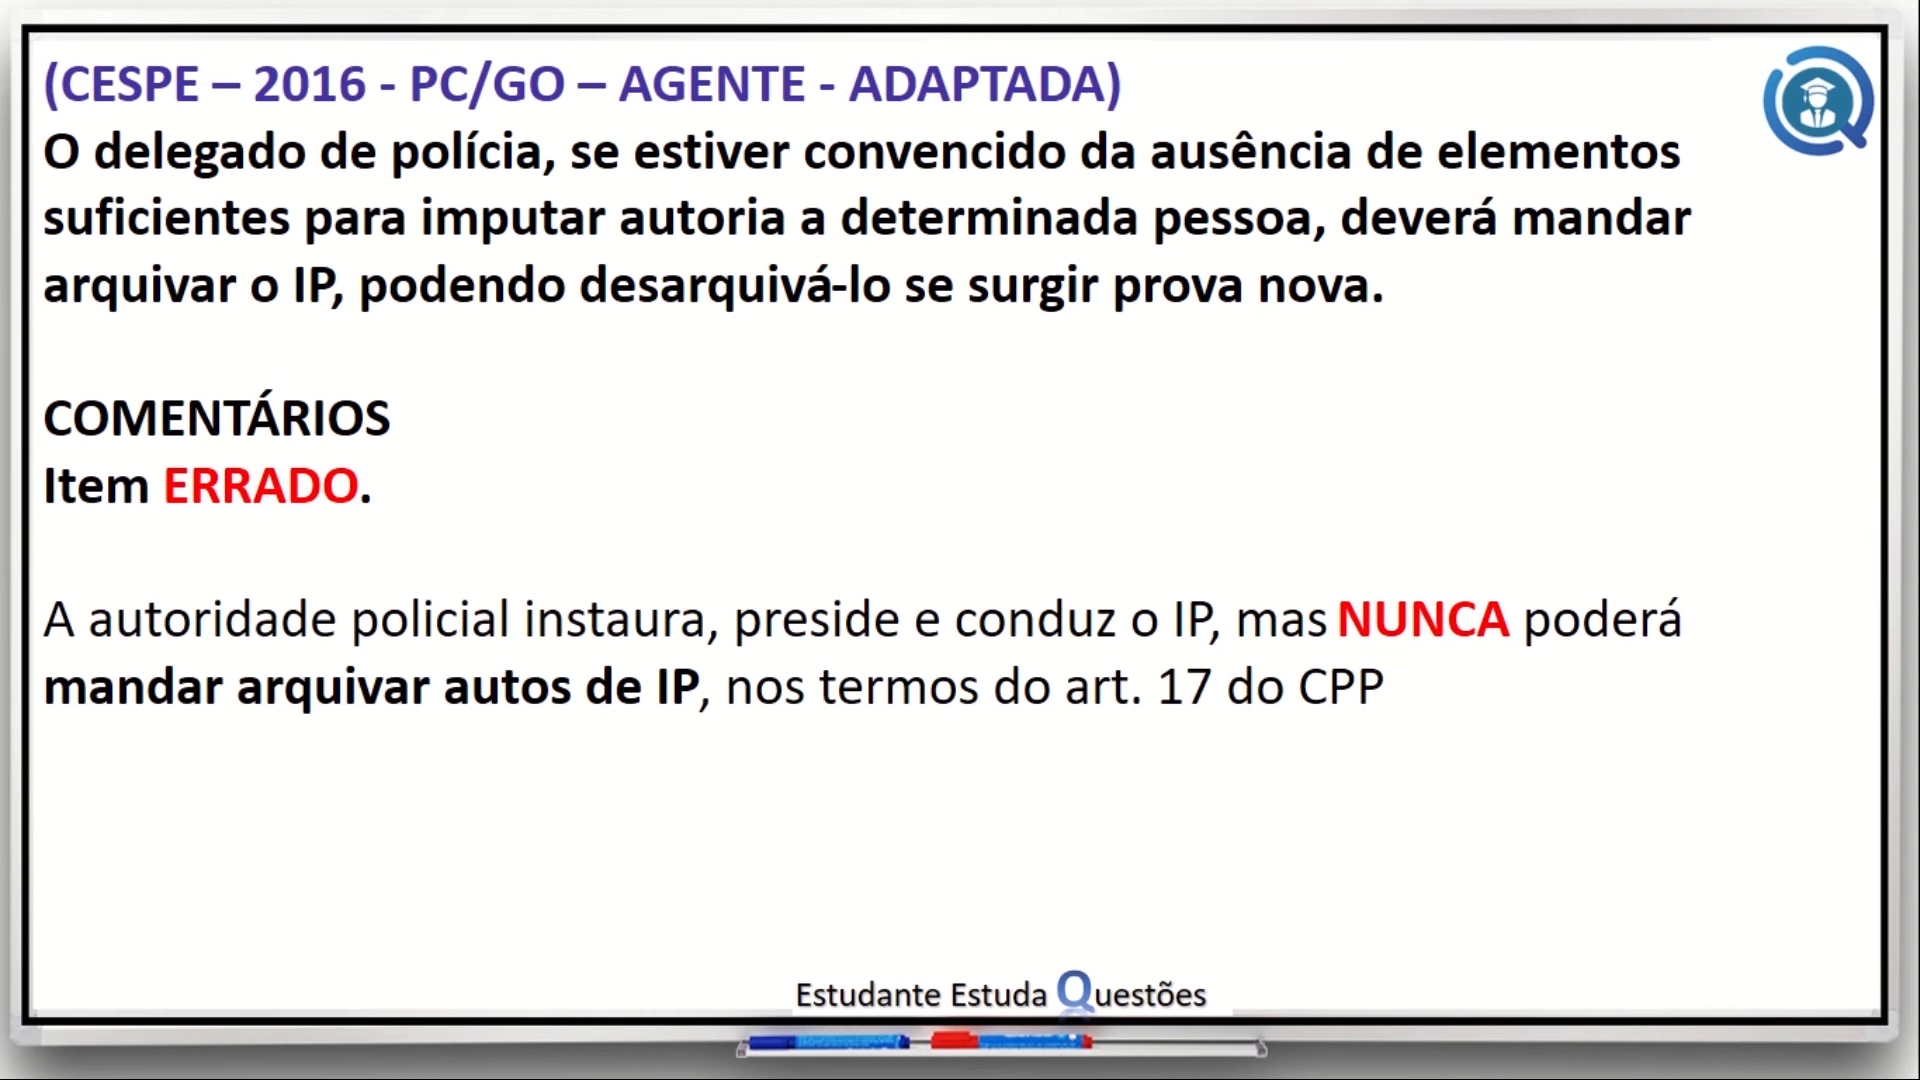 (CESPE – 2016 - PC/GO – AGENTE - ADAPTADA)
O delegado de polícia, se estiver convencido da ausência de elementos
suficientes para imputar autoria a determinada pessoa, deverá mandar
arquivar o IP, podendo desarquivá-lo se surgir prova nova.
COMENTÁRIOS
Item ERRADO.
A autoridade policial instaura, preside e conduz o IP, mas NUNCA poderá
mandar arquivar autos de IP, nos termos do art. 17 do CPP
Estudante Estuda Questões